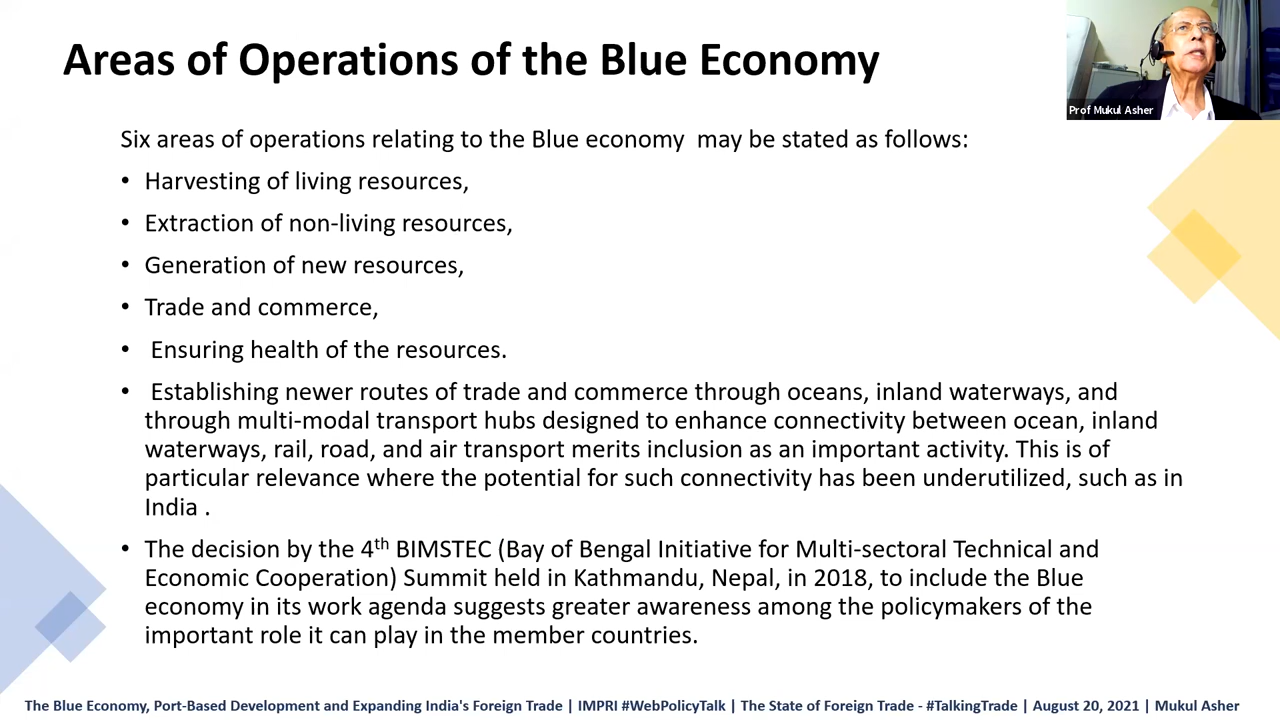 Areas of Operations of the Blue Economy
Prof Mukul Asher
Six areas of operations relating to the Blue economy may be stated as follows:
• Harvesting of living resources,
• Extraction of non-living resources,
• Generation of new resources,
• Trade and commerce,
• Ensuring health of the resources.
• Establishing newer routes of trade and commerce through oceans, inland waterways, and
through multi-modal transport hubs designed to enhance connectivity between ocean, inland
waterways, rail, road, and air transport merits inclusion as an important activity. This is of
particular relevance where the potential for such connectivity has been underutilized, such as in
India .
• The decision by the 4th BIMSTEC (Bay of Bengal Initiative for Multi-sectoral Technical and
Economic Cooperation) Summit held in Kathmandu, Nepal, in 2018, to include the Blue
economy in its work agenda suggests greater awareness among the policymakers of the
important role it can play in the member countries.
The Blue Economy, Port-Based Development and Expanding India's Foreign Trade | IMPRI #WebPolicyTalk | The State of Foreign Trade - #TalkingTrade | August 20, 2021 | Mukul Asher